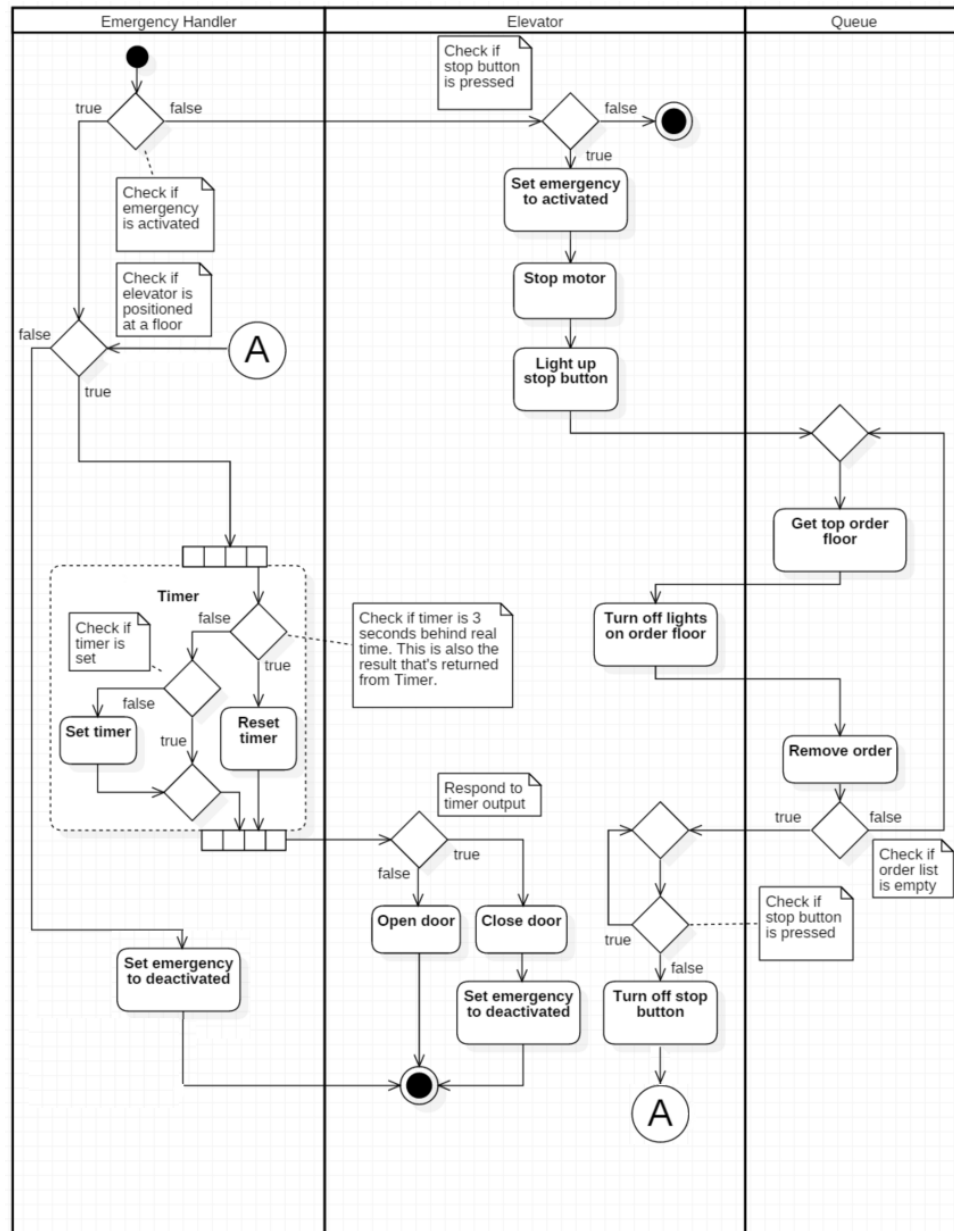 Emergency Handler
Elevator
Queue
Check if
stop button
is pressed
true
false
false
true
Set emergency
to activated
Check if
emergency
is activated
Check if
elevator is
positioned
at a floor
Stop motor
false
A
true
Light up
stop button
Get top order
floor
Timer
false
Check if
timer is
set
Check if timer is 3
seconds behind real
time. This is also the
result that's returned
from Timer.
Turn off lights
on order floor
true
false
Set timer
Reset
timer
true
Remove order
Respond to
timer output
true
false
true
false
Check if
order list
is empty
Check if
stop button
is pressed
Open door
Close door
true
Set emergency
to deactivated
false
Set emergency
to deactivated
Turn off stop
button
A